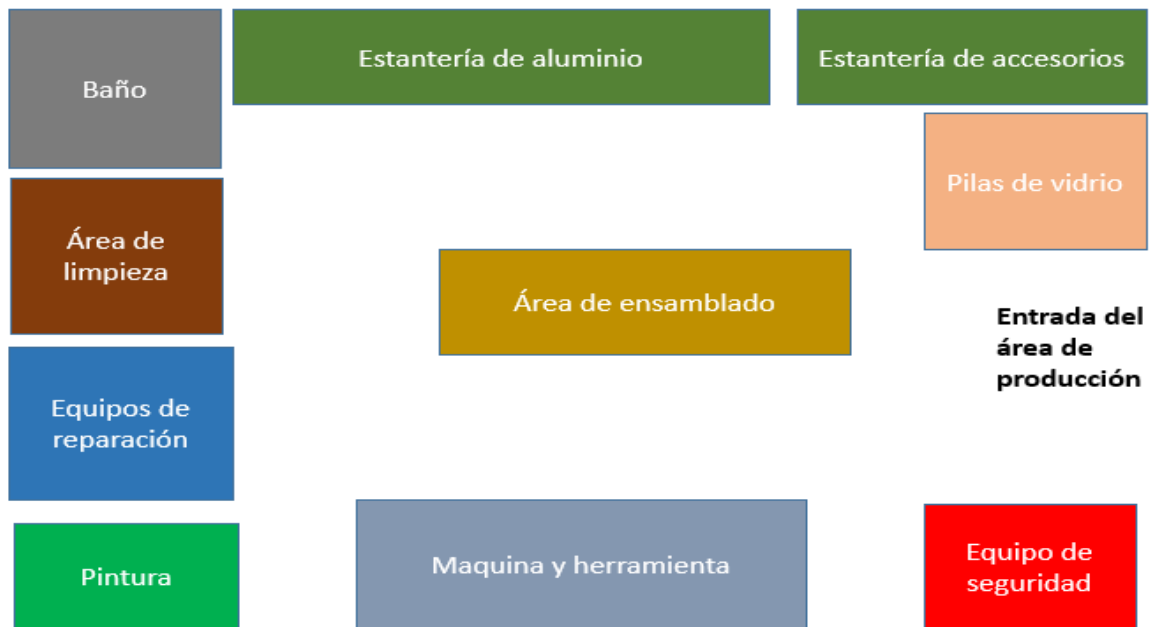 Baño
Estantería de aluminio
Estantería de accesorios
Pilas de vidrio
Área de
limpieza
Área de ensamblado
Entrada del
área de
producción
Equipos de
reparación
Pintura
Maquina y herramienta
Equipo de
seguridad